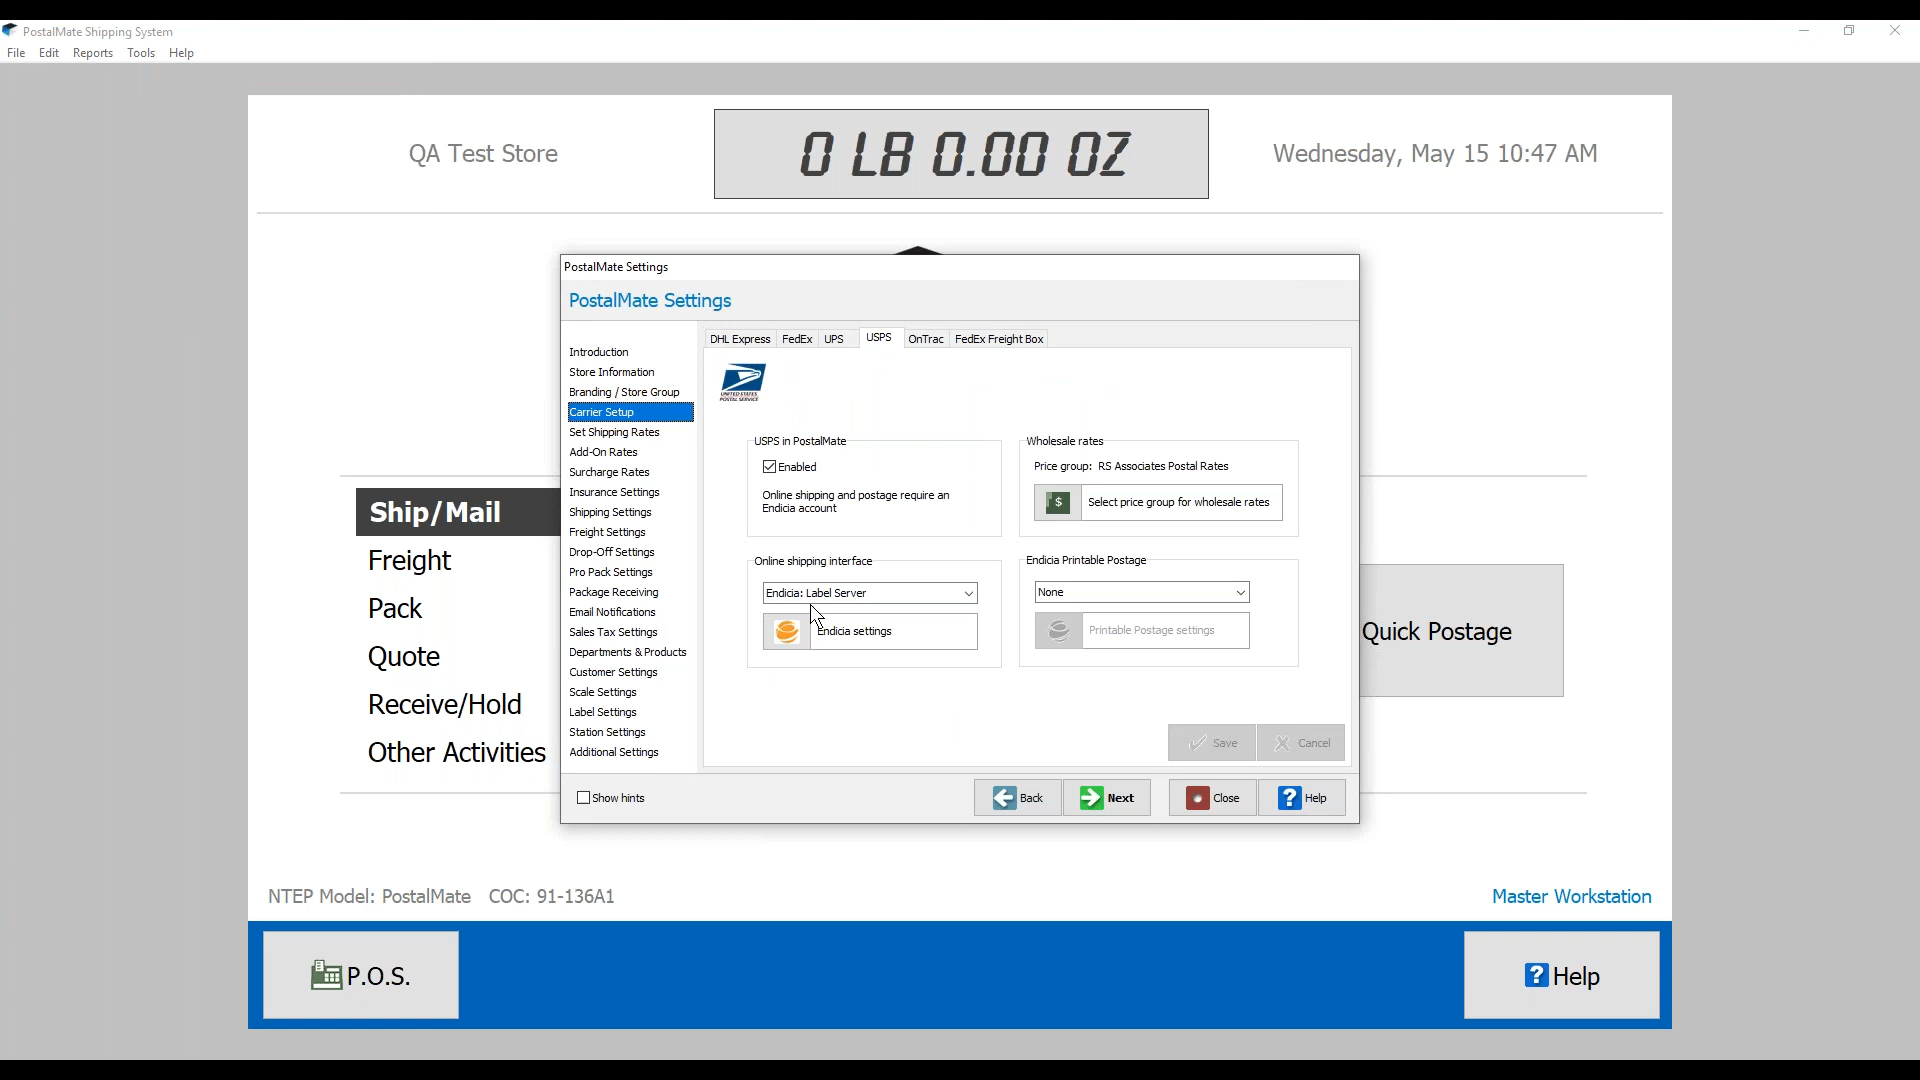 PostalMate Shipping System
File Edit Reports Tools Help
QA Test Store
0 LB 0.00 OZ
Wednesday, May 15 10:47 AM
PostalMate Settings
PostalMate Settings
Introduction
Store Information
Branding / Store Group
Carrier Setup
Set Shipping Rates
Add-On Rates
Surcharge Rates
Insurance Settings
Shipping Settings
Freight Settings
Drop-Off Settings
Pro Pack Settings
Package Receiving
Email Notifications
Sales Tax Settings
Departments & Products
Customer Settings
Scale Settings
Label Settings
Station Settings
Additional Settings
DHL Express FedEx UPS USPS OnTrac FedEx Freight Box
UNITED STATES
POSTAL SERVICE
USPS in PostalMate
Enabled
Online shipping and postage require an
Endicia account
Wholesale rates
Price group: RS Associates Postal Rates
$ Select price group for wholesale rates
Online shipping interface
Endicia: Label Server
Endicia settings
Endicia Printable Postage
None
Printable Postage settings
Save Cancel
Show hints
Back Next Close ? Help
Ship/Mail
Freight
Pack
Quote
Receive/Hold
Other Activities
Quick Postage
NTEP Model: PostalMate COC: 91-136A1
Master Workstation
P.O.S.
? Help